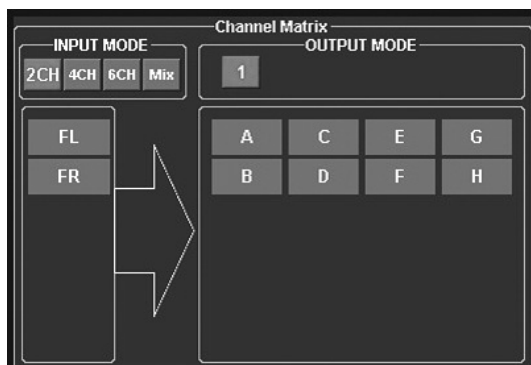 Channel Matrix
INPUT MODE
OUTPUT MODE
2CH 4CH 6CH Mix
1
FL
FR
A C E G
B D F H